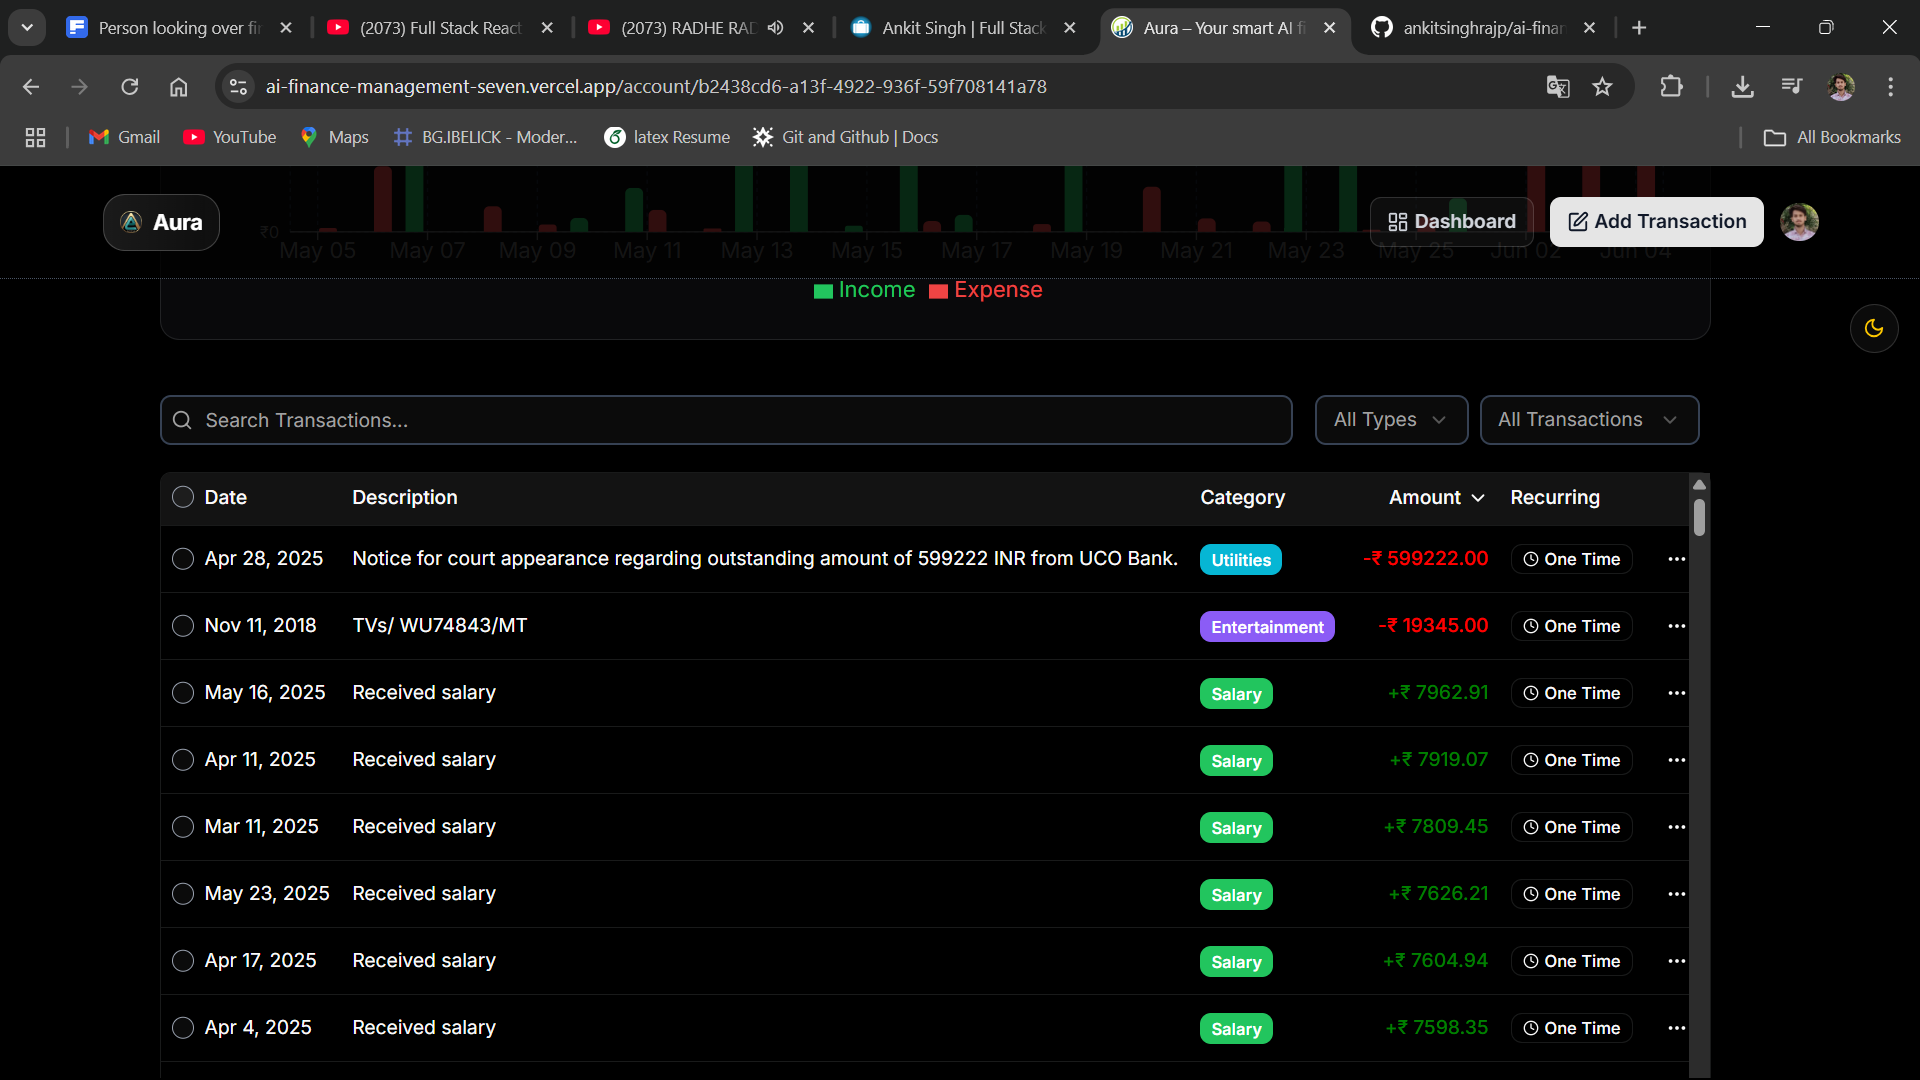 Person looking over fi
(2073) Full Stack React
(2073) RADHE RAD
Ankit Singh | Full Stack
Aura – Your smart AI fi
ankitsinghrajp/ai-finan
ai-finance-management-seven.vercel.app/account/b2438cd6-a13f-4922-936f-59f708141a78
Gmail
YouTube
Maps
BG.IBELICK - Moder...
latex Resume
Git and Github | Docs
All Bookmarks
Aura
Dashboard
Add Transaction
₹0
May 05 May 07 May 09 May 11 May 13 May 15 May 17 May 19 May 21 May 23 May 25 Jun 02 Jun 04
Income Expense
Search Transactions...
All Types
All Transactions
Date Description Category Amount Recurring
Apr 28, 2025 Notice for court appearance regarding outstanding amount of 599222 INR from UCO Bank. Utilities -₹ 599222.00 One Time
Nov 11, 2018 TVs/ WU74843/MT Entertainment -₹ 19345.00 One Time
May 16, 2025 Received salary Salary +₹ 7962.91 One Time
Apr 11, 2025 Received salary Salary +₹ 7919.07 One Time
Mar 11, 2025 Received salary Salary +₹ 7809.45 One Time
May 23, 2025 Received salary Salary +₹ 7626.21 One Time
Apr 17, 2025 Received salary Salary +₹ 7604.94 One Time
Apr 4, 2025 Received salary Salary +₹ 7598.35 One Time